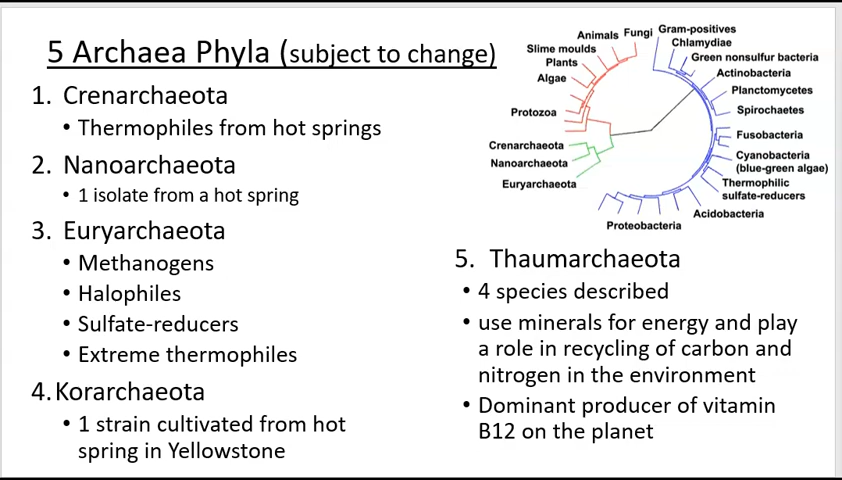 5 Archaea Phyla (subject to change)
1. Crenarchaeota
• Thermophiles from hot springs
2. Nanoarchaeota
• 1 isolate from a hot spring
3. Euryarchaeota
• Methanogens
• Halophiles
• Sulfate-reducers
• Extreme thermophiles
4. Korarchaeota
• 1 strain cultivated from hot
spring in Yellowstone
Animals
Fungi
Gram-positives
Slime moulds
Chlamydiae
Plants
Green nonsulfur bacteria
Algae
Actinobacteria
Planctomycetes
Protozoa
Spirochaetes
Fusobacteria
Crenarchaeota
Cyanobacteria
(blue-green algae)
Nanoarchaeota
Euryarchaeota
Thermophilic
sulfate-reducers
Acidobacteria
Proteobacteria
5. Thaumarchaeota
• 4 species described
• use minerals for energy and play
a role in recycling of carbon and
nitrogen in the environment
• Dominant producer of vitamin
B12 on the planet